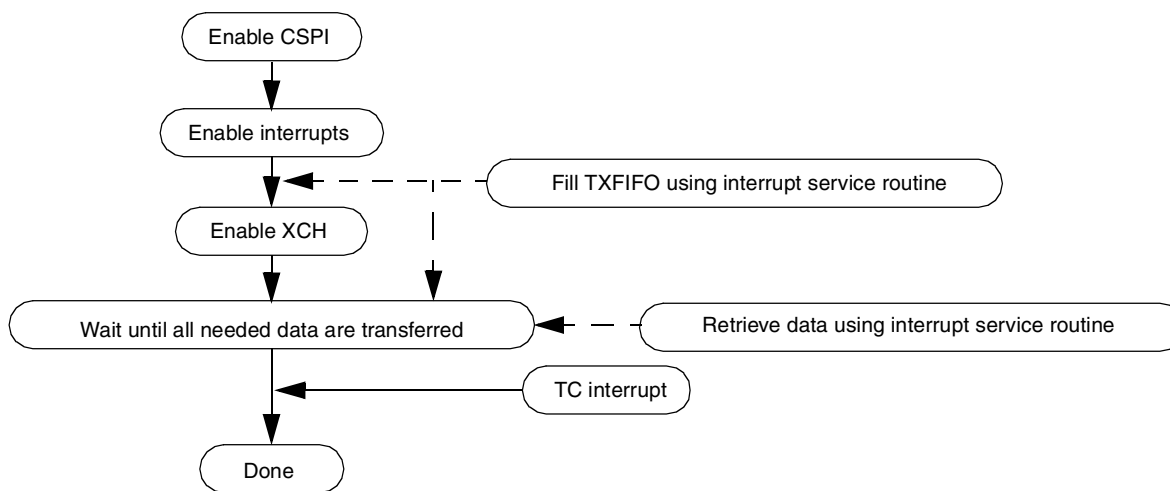 Enable CSPI
Enable interrupts
Fill TXFIFO using interrupt service routine
Enable XCH
Wait until all needed data are transferred
Retrieve data using interrupt service routine
TC interrupt
Done